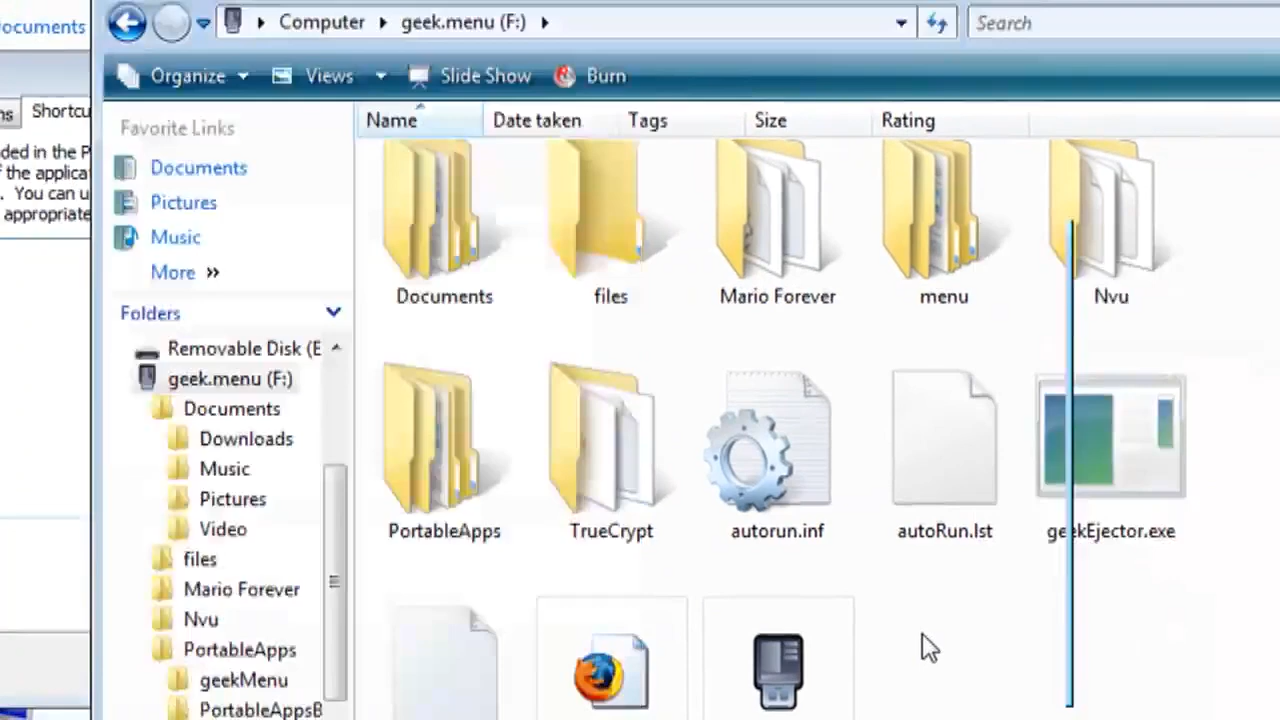 ocuments
ns
Shortcu
ded in the P
f the applica
. You can u
appropriate
Computer
geek.menu (F:)
Search
Organize
Views
Slide Show
Burn
Favorite Links
Documents
Pictures
Music
More »
Folders
Removable Disk (E
geek.menu (F:)
Documents
Downloads
Music
Pictures
Video
files
Mario Forever
Nvu
PortableApps
geekMenu
PortableAppsB
Name
Date taken
Tags
Size
Rating
Documents
files
Mario Forever
menu
Nvu
PortableApps
TrueCrypt
autorun.inf
autoRun.lst
geekEjector.exe